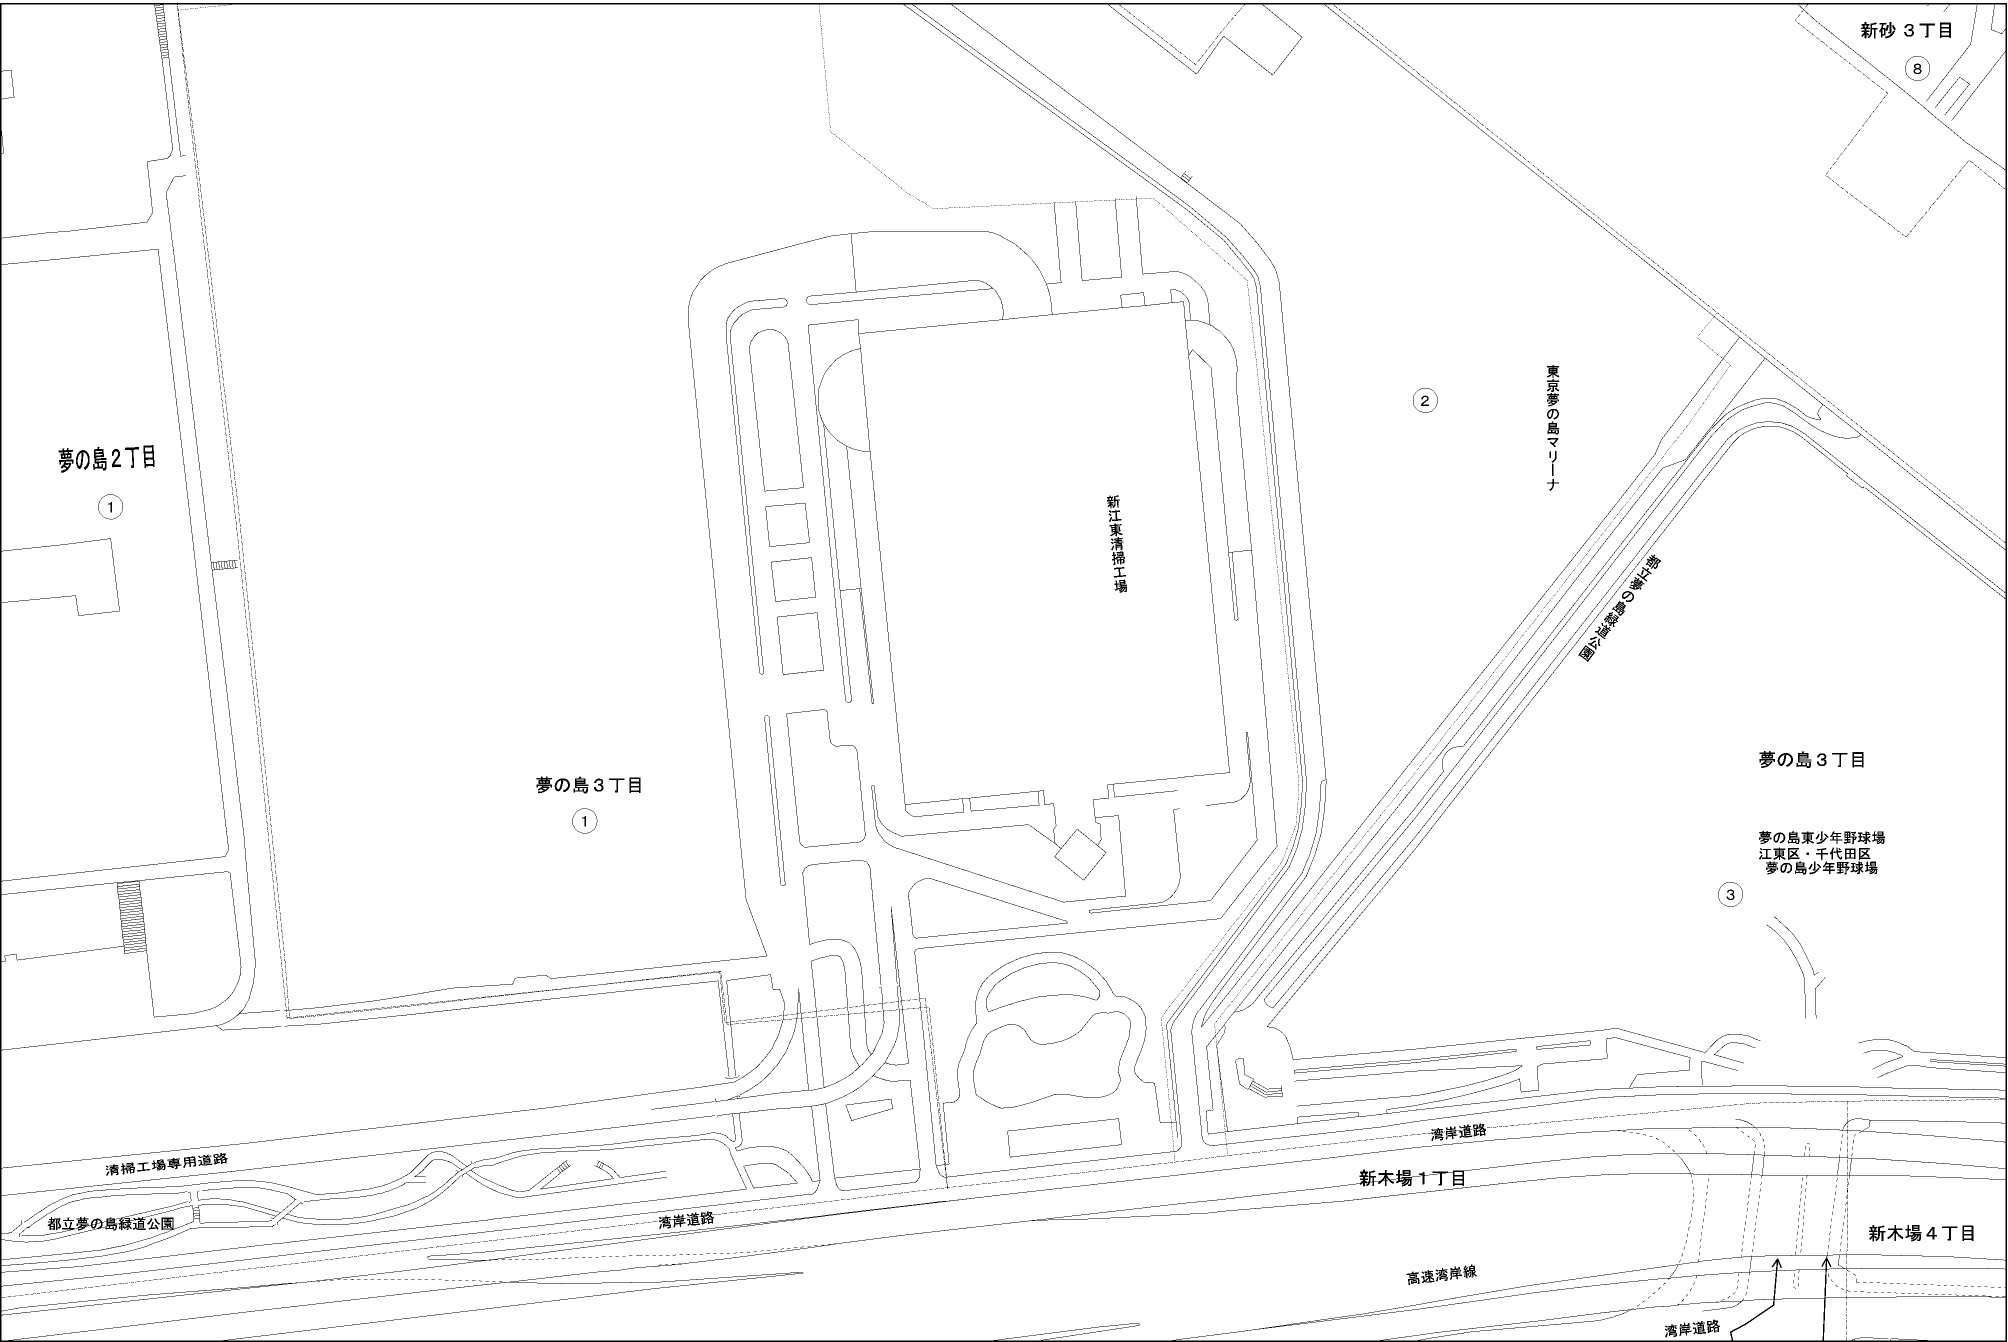 新砂３丁目
8
東京夢の島マリーナ
2
夢の島２丁目
1
新江東清掃工場
都立夢の島緑道公園
夢の島３丁目
1
夢の島３丁目
夢の島東少年野球場
江東区・千代田区
夢の島少年野球場
3
湾岸道路
清掃工場専用道路
新木場１丁目
都立夢の島緑道公園
湾岸道路
新木場４丁目
高速湾岸線
湾岸道路